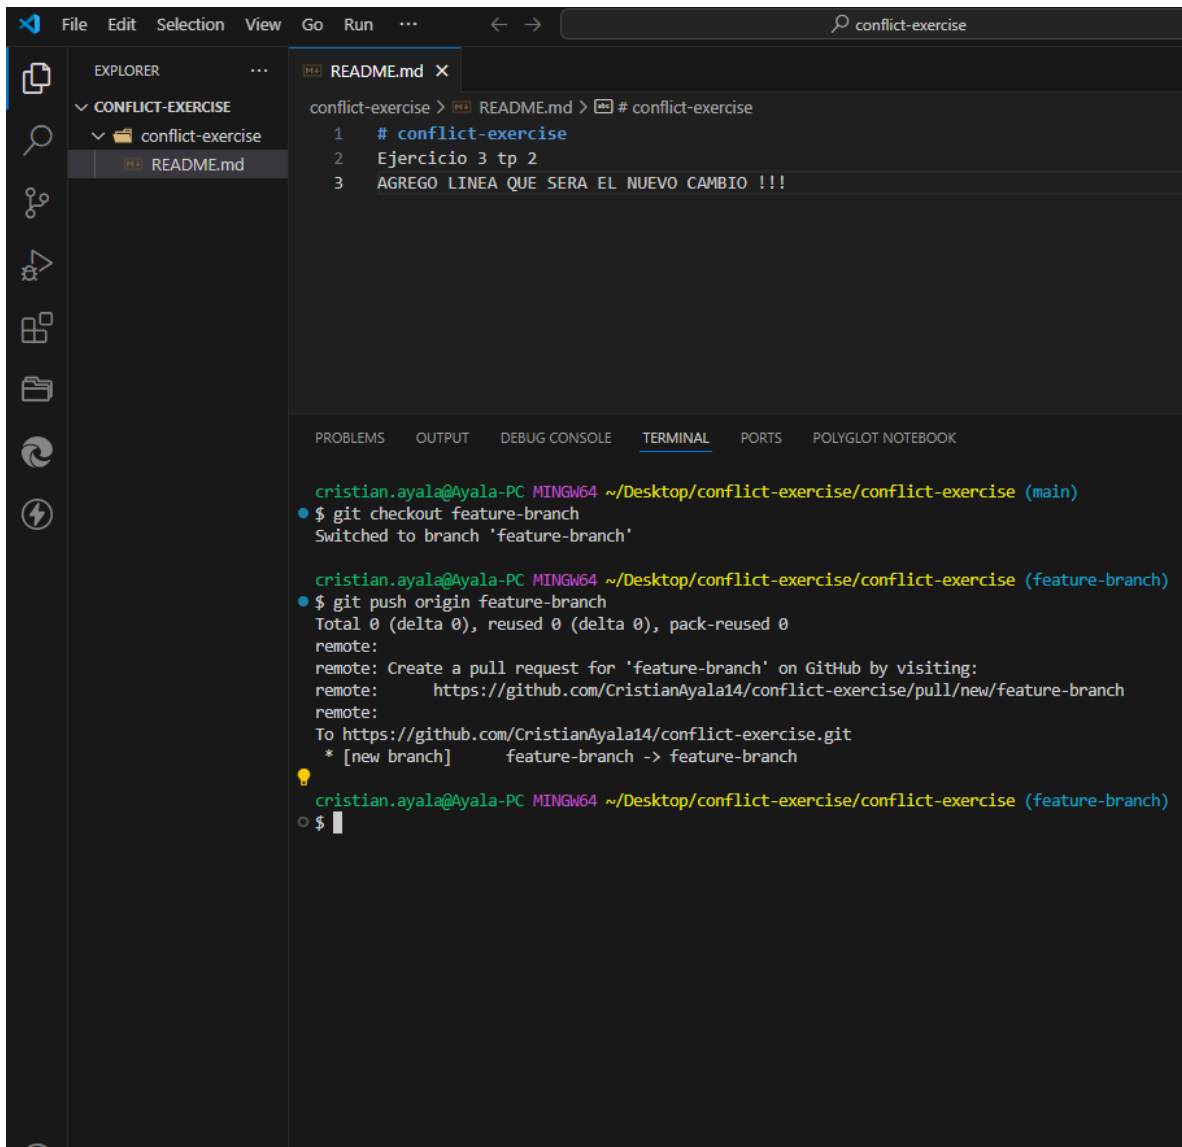 File Edit Selection View Go Run ··· ← → conflict-exercise
EXPLORER ···
README.md ×
CONFLICT-EXERCISE
conflict-exercise
README.md
conflict-exercise > README.md > # conflict-exercise
1 # conflict-exercise
2 Ejercicio 3 tp 2
3 AGREGO LINEA QUE SERA EL NUEVO CAMBIO !!!
PROBLEMS OUTPUT DEBUG CONSOLE TERMINAL PORTS POLYGLOT NOTEBOOK
cristian.ayala@Ayala-PC MINGW64 ~/Desktop/conflict-exercise/conflict-exercise (main)
$ git checkout feature-branch
Switched to branch 'feature-branch'
cristian.ayala@Ayala-PC MINGW64 ~/Desktop/conflict-exercise/conflict-exercise (feature-branch)
$ git push origin feature-branch
Total 0 (delta 0), reused 0 (delta 0), pack-reused 0
remote:
remote: Create a pull request for 'feature-branch' on GitHub by visiting:
remote:      https://github.com/CristianAyala14/conflict-exercise/pull/new/feature-branch
remote:
To https://github.com/CristianAyala14/conflict-exercise.git
 * [new branch]      feature-branch -> feature-branch
cristian.ayala@Ayala-PC MINGW64 ~/Desktop/conflict-exercise/conflict-exercise (feature-branch)
$